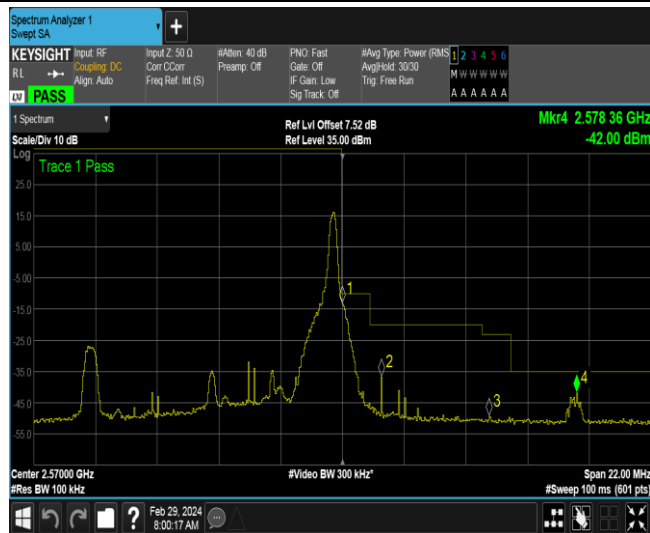 Spectrum Analyzer 1
Swept SA
+
KEYSIGHT
RL
PASS
Input: RF
Coupling: DC
Align: Auto
Input Z: 50 Ω
Corr CCorr
Freq Ref: Int (S)
#Atten: 40 dB
Preamp: Off
PNO: Fast
Gate: Off
IF Gain: Low
Sig Track: Off
#Avg Type: Power (RMS
Avg|Hold: 30/30
Trig: Free Run
1 2 3 4 5 6
M W W W W W
A A A A A A
1 Spectrum
Scale/Div 10 dB
Ref Lvl Offset 7.52 dB
Ref Level 35.00 dBm
Mkr4 2.578 36 GHz
-42.00 dBm
Log
Trace 1 Pass
25.0
15.0
5.00
-5.00
-15.0
-25.0
-35.0
-45.0
-55.0
1
2
3
4
Center 2.57000 GHz
#Res BW 100 kHz
#Video BW 300 kHz*
Span 22.00 MHz
#Sweep 100 ms (601 pts)
?
Feb 29, 2024
8:00:17 AM